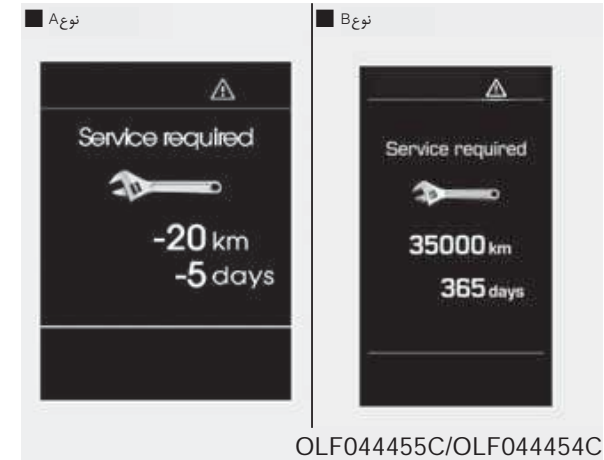 نوعA
Service required
-20 km
-5 days
نوعB
Service required
35000 km
365 days
OLF044455C/OLF044454C